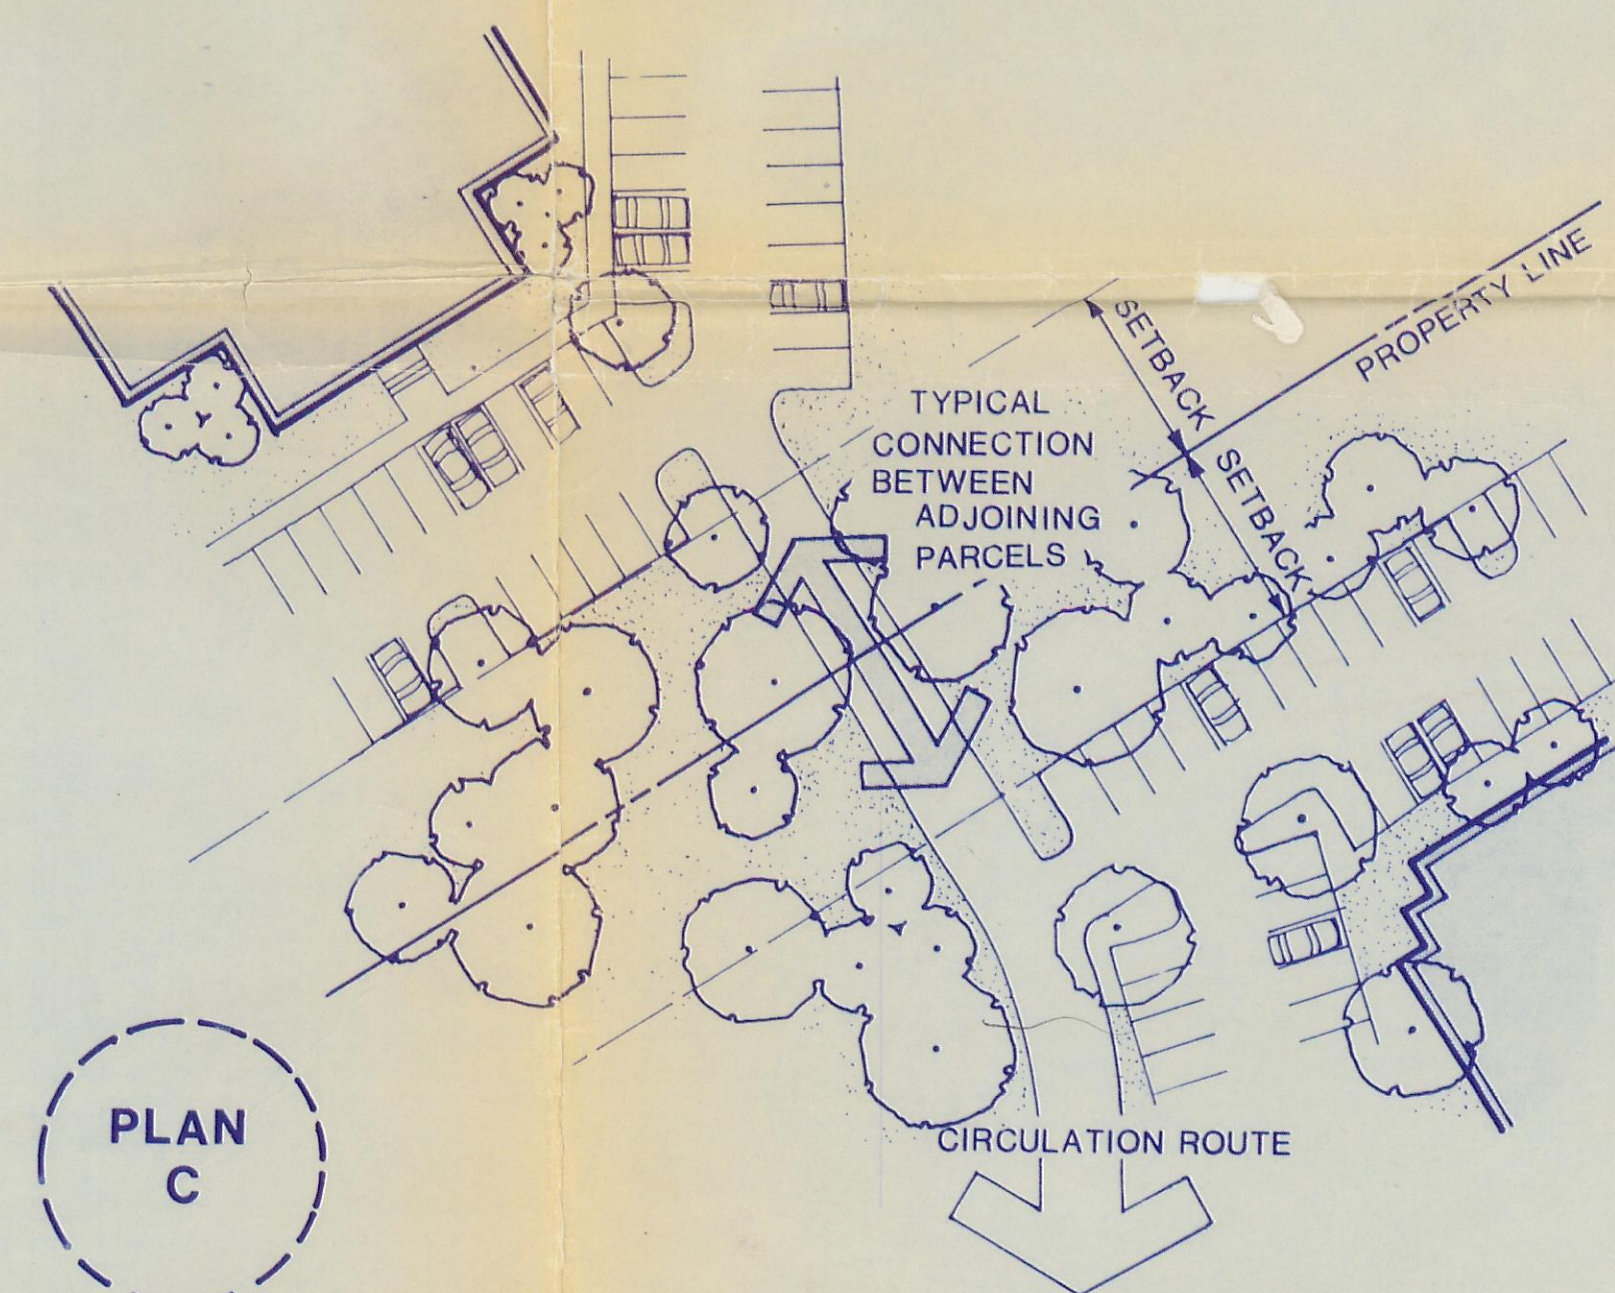 SETBACK
PROPERTY LINE
TYPICAL
CONNECTION
BETWEEN
ADJOINING
PARCELS
SETBACK
PLAN
C
CIRCULATION ROUTE